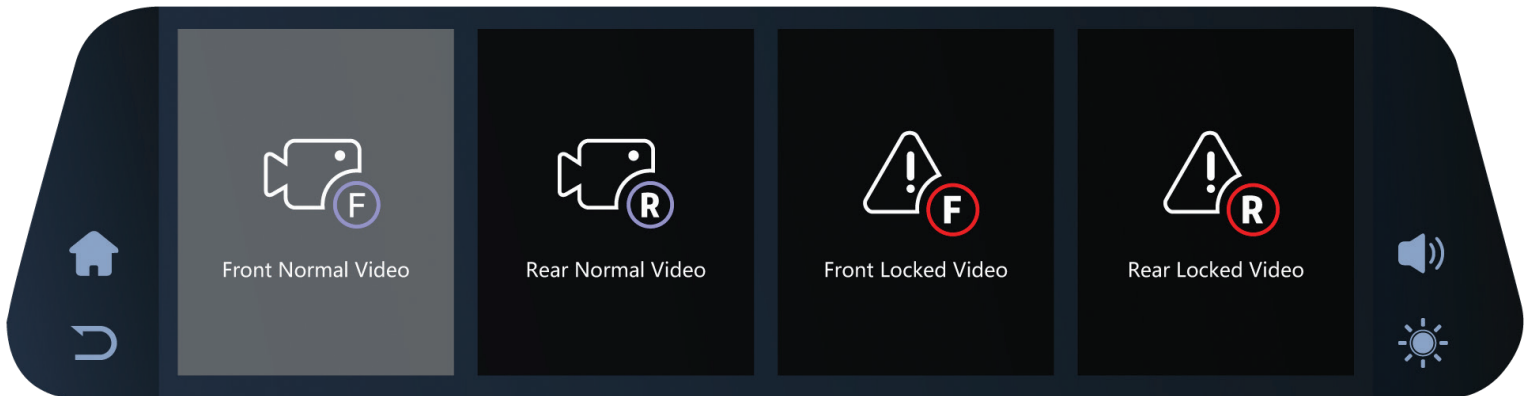 F
Front Normal Video
R
Rear Normal Video
F
Front Locked Video
R
Rear Locked Video